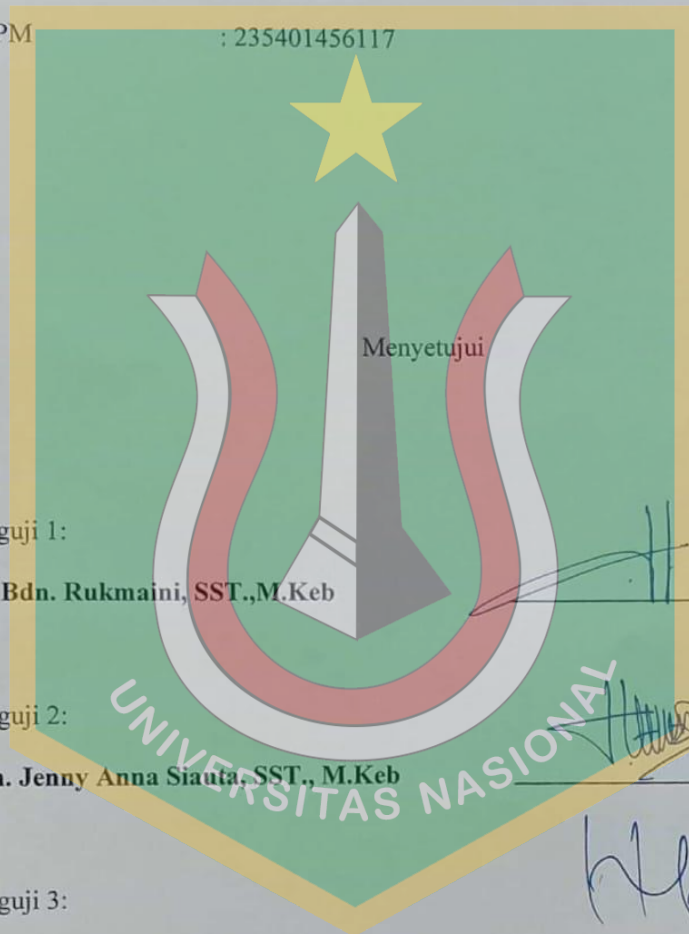 PM : 235401456117
Menyetujui
guji 1:
Bdn. Rukmaini, SST.,M.Keb
guji 2:
n. Jenny Anna Siauta, SST., M.Keb
guji 3:
UNIVERSITAS NASIONAL